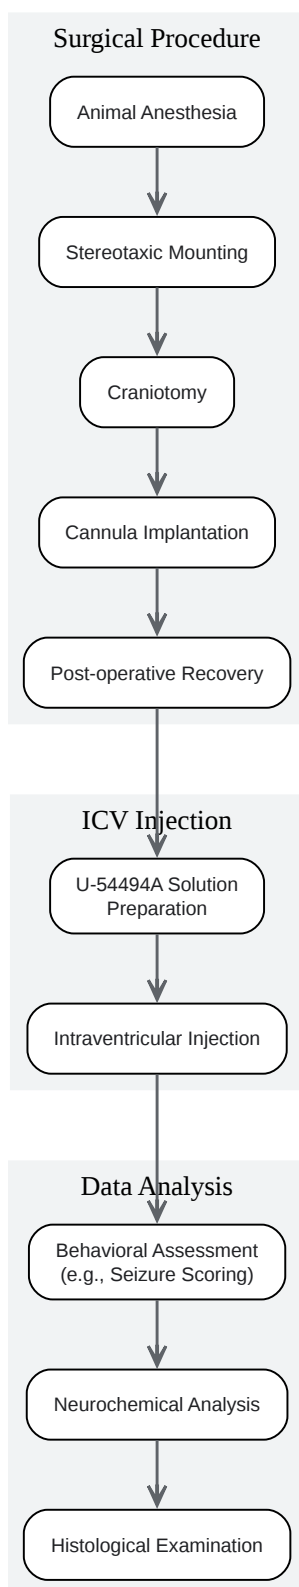 Surgical Procedure
Animal Anesthesia
Stereotaxic Mounting
Craniotomy
Cannula Implantation
Post-operative Recovery
ICV Injection
U-54494A Solution
Preparation
Intraventricular Injection
Data Analysis
Behavioral Assessment
(e.g., Seizure Scoring)
Neurochemical Analysis
Histological Examination